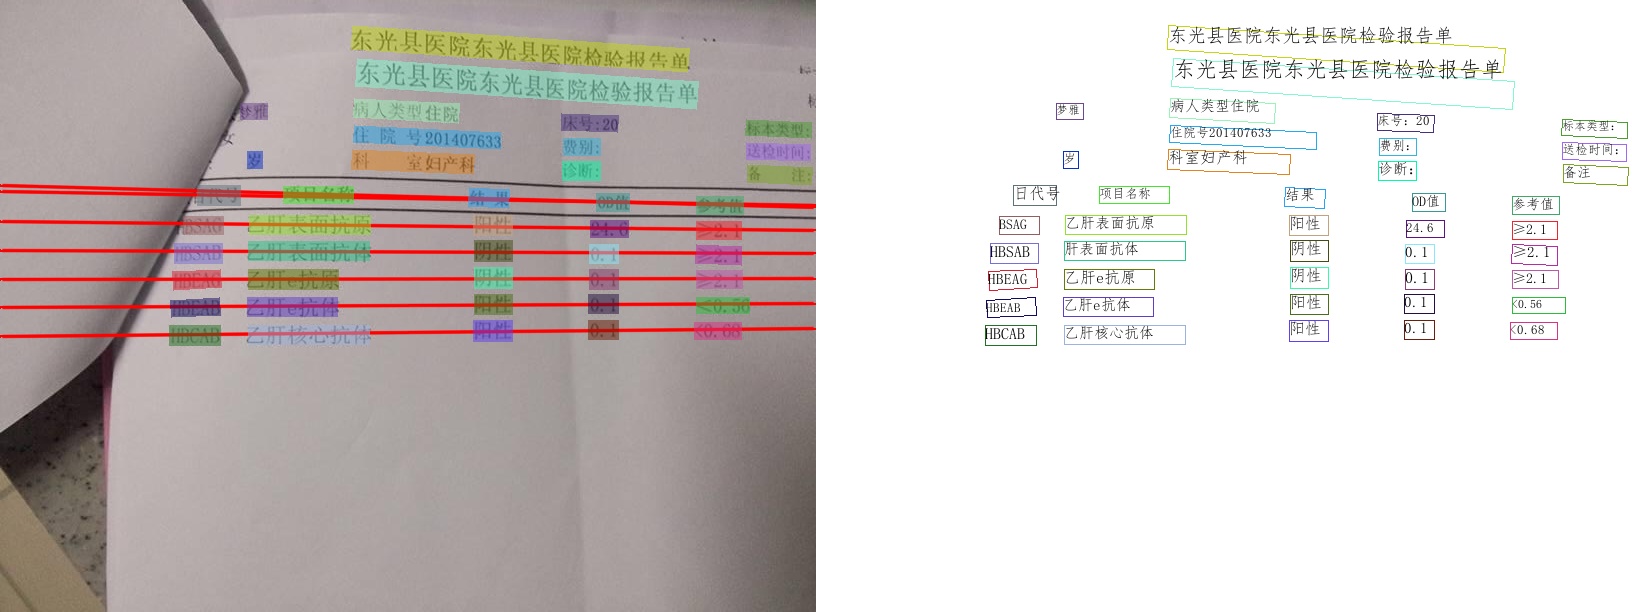 东光县医院东光县医院检验报告单
东光县医院东光县医院检验报告单
梦雅 病人类型住院 床号:20 标本类型:
女 住 院 号201407633 费别: 送检时间:
岁 科 室妇产科 诊断: 备 注:
日代号 项目名称 结 果 OD值 参考值
HBSAG 乙肝表面抗原 阳性 24.6 ≥2.1
HBSAB 乙肝表面抗体 阴性 0.1 ≥2.1
HBEAG 乙肝e抗原 阴性 0.1 ≥2.1
HBEAB 乙肝e抗体 阳性 0.1 <0.56
HBCAB 乙肝核心抗体 阳性 0.1 <0.68
东光县医院东光县医院检验报告单
东光县医院东光县医院检验报告单
梦雅 病人类型住院 床号: 20 标本类型:
住院号201407633 费别: 送检时间:
岁 科室妇产科 诊断: 备注
日代号 项目名称 结果 OD值 参考值
BSAG 乙肝表面抗原 阳性 24.6 ≥2.1
HBSAB 肝表面抗体 阴性 0.1 ≥2.1
HBEAG 乙肝e抗原 阴性 0.1 ≥2.1
HBEAB 乙肝e抗体 阳性 0.1 <0.56
HBCAB 乙肝核心抗体 阳性 0.1 <0.68